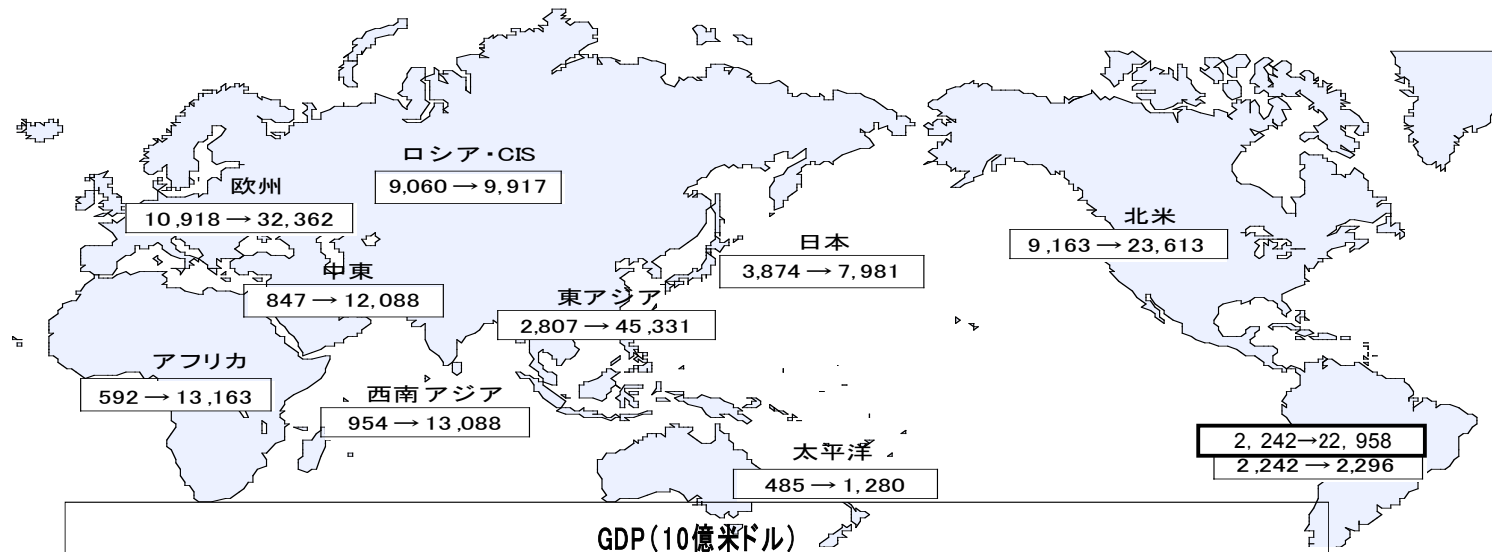 ロシア・CIS
9,060→9,917
欧州
10,918→32,362
北米
9,163→23,613
日本
3,874→7,981
中東
847→12,088
東アジア
2,807→45,331
アフリカ
592→13,163
西南アジア
954→13,088
2, 242→22, 958
2,242→2,296
太平洋
485→1,280
GDP(10億米ドル)